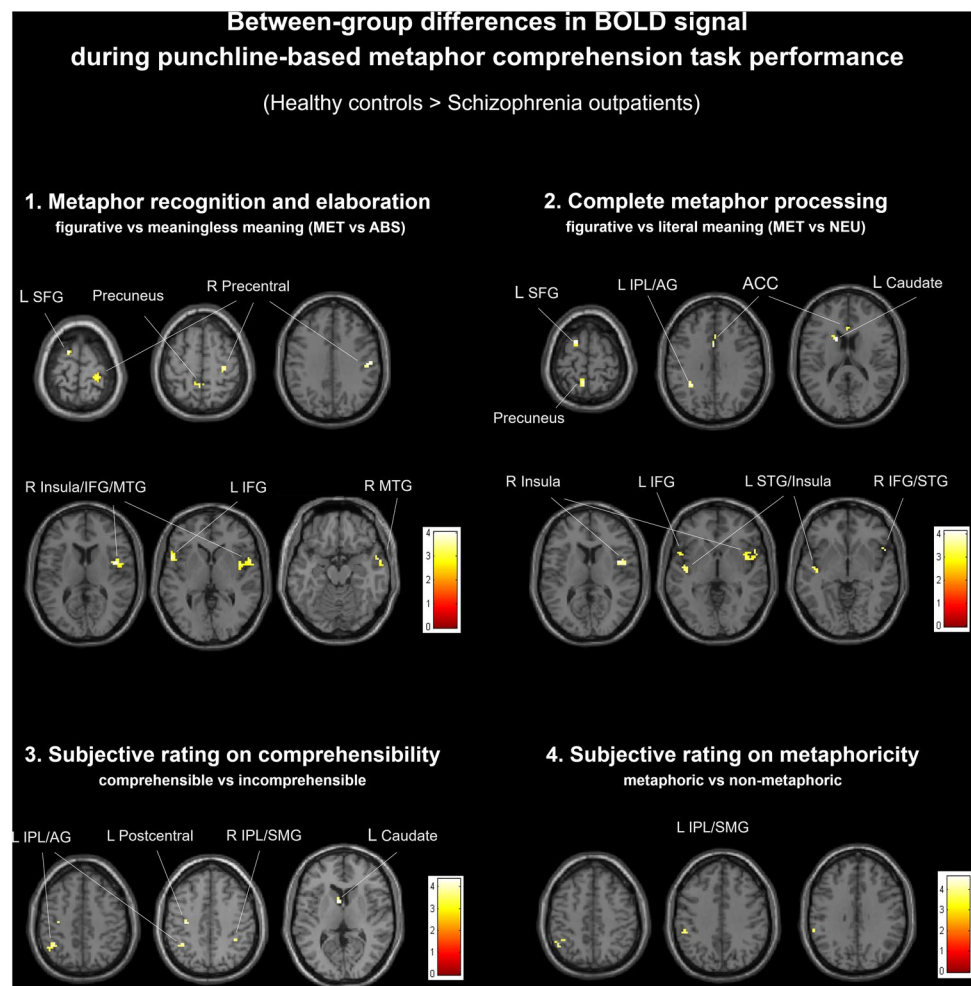 Between-group differences in BOLD signal
during punchline-based metaphor comprehension task performance
(Healthy controls > Schizophrenia outpatients)
1. Metaphor recognition and elaboration
figurative vs meaningless meaning (MET vs ABS)
L SFG Precuneus R Precentral
R Insula/IFG/MTG L IFG R MTG
4
3
2
1
0
2. Complete metaphor processing
figurative vs literal meaning (MET vs NEU)
L SFG L IPL/AG ACC L Caudate
Precuneus
R Insula L IFG L STG/Insula R IFG/STG
4
3
2
1
0
3. Subjective rating on comprehensibility
comprehensible vs incomprehensible
L IPL/AG L Postcentral R IPL/SMG L Caudate
4
3
2
1
0
4. Subjective rating on metaphoricity
metaphoric vs non-metaphoric
L IPL/SMG
4
3
2
1
0